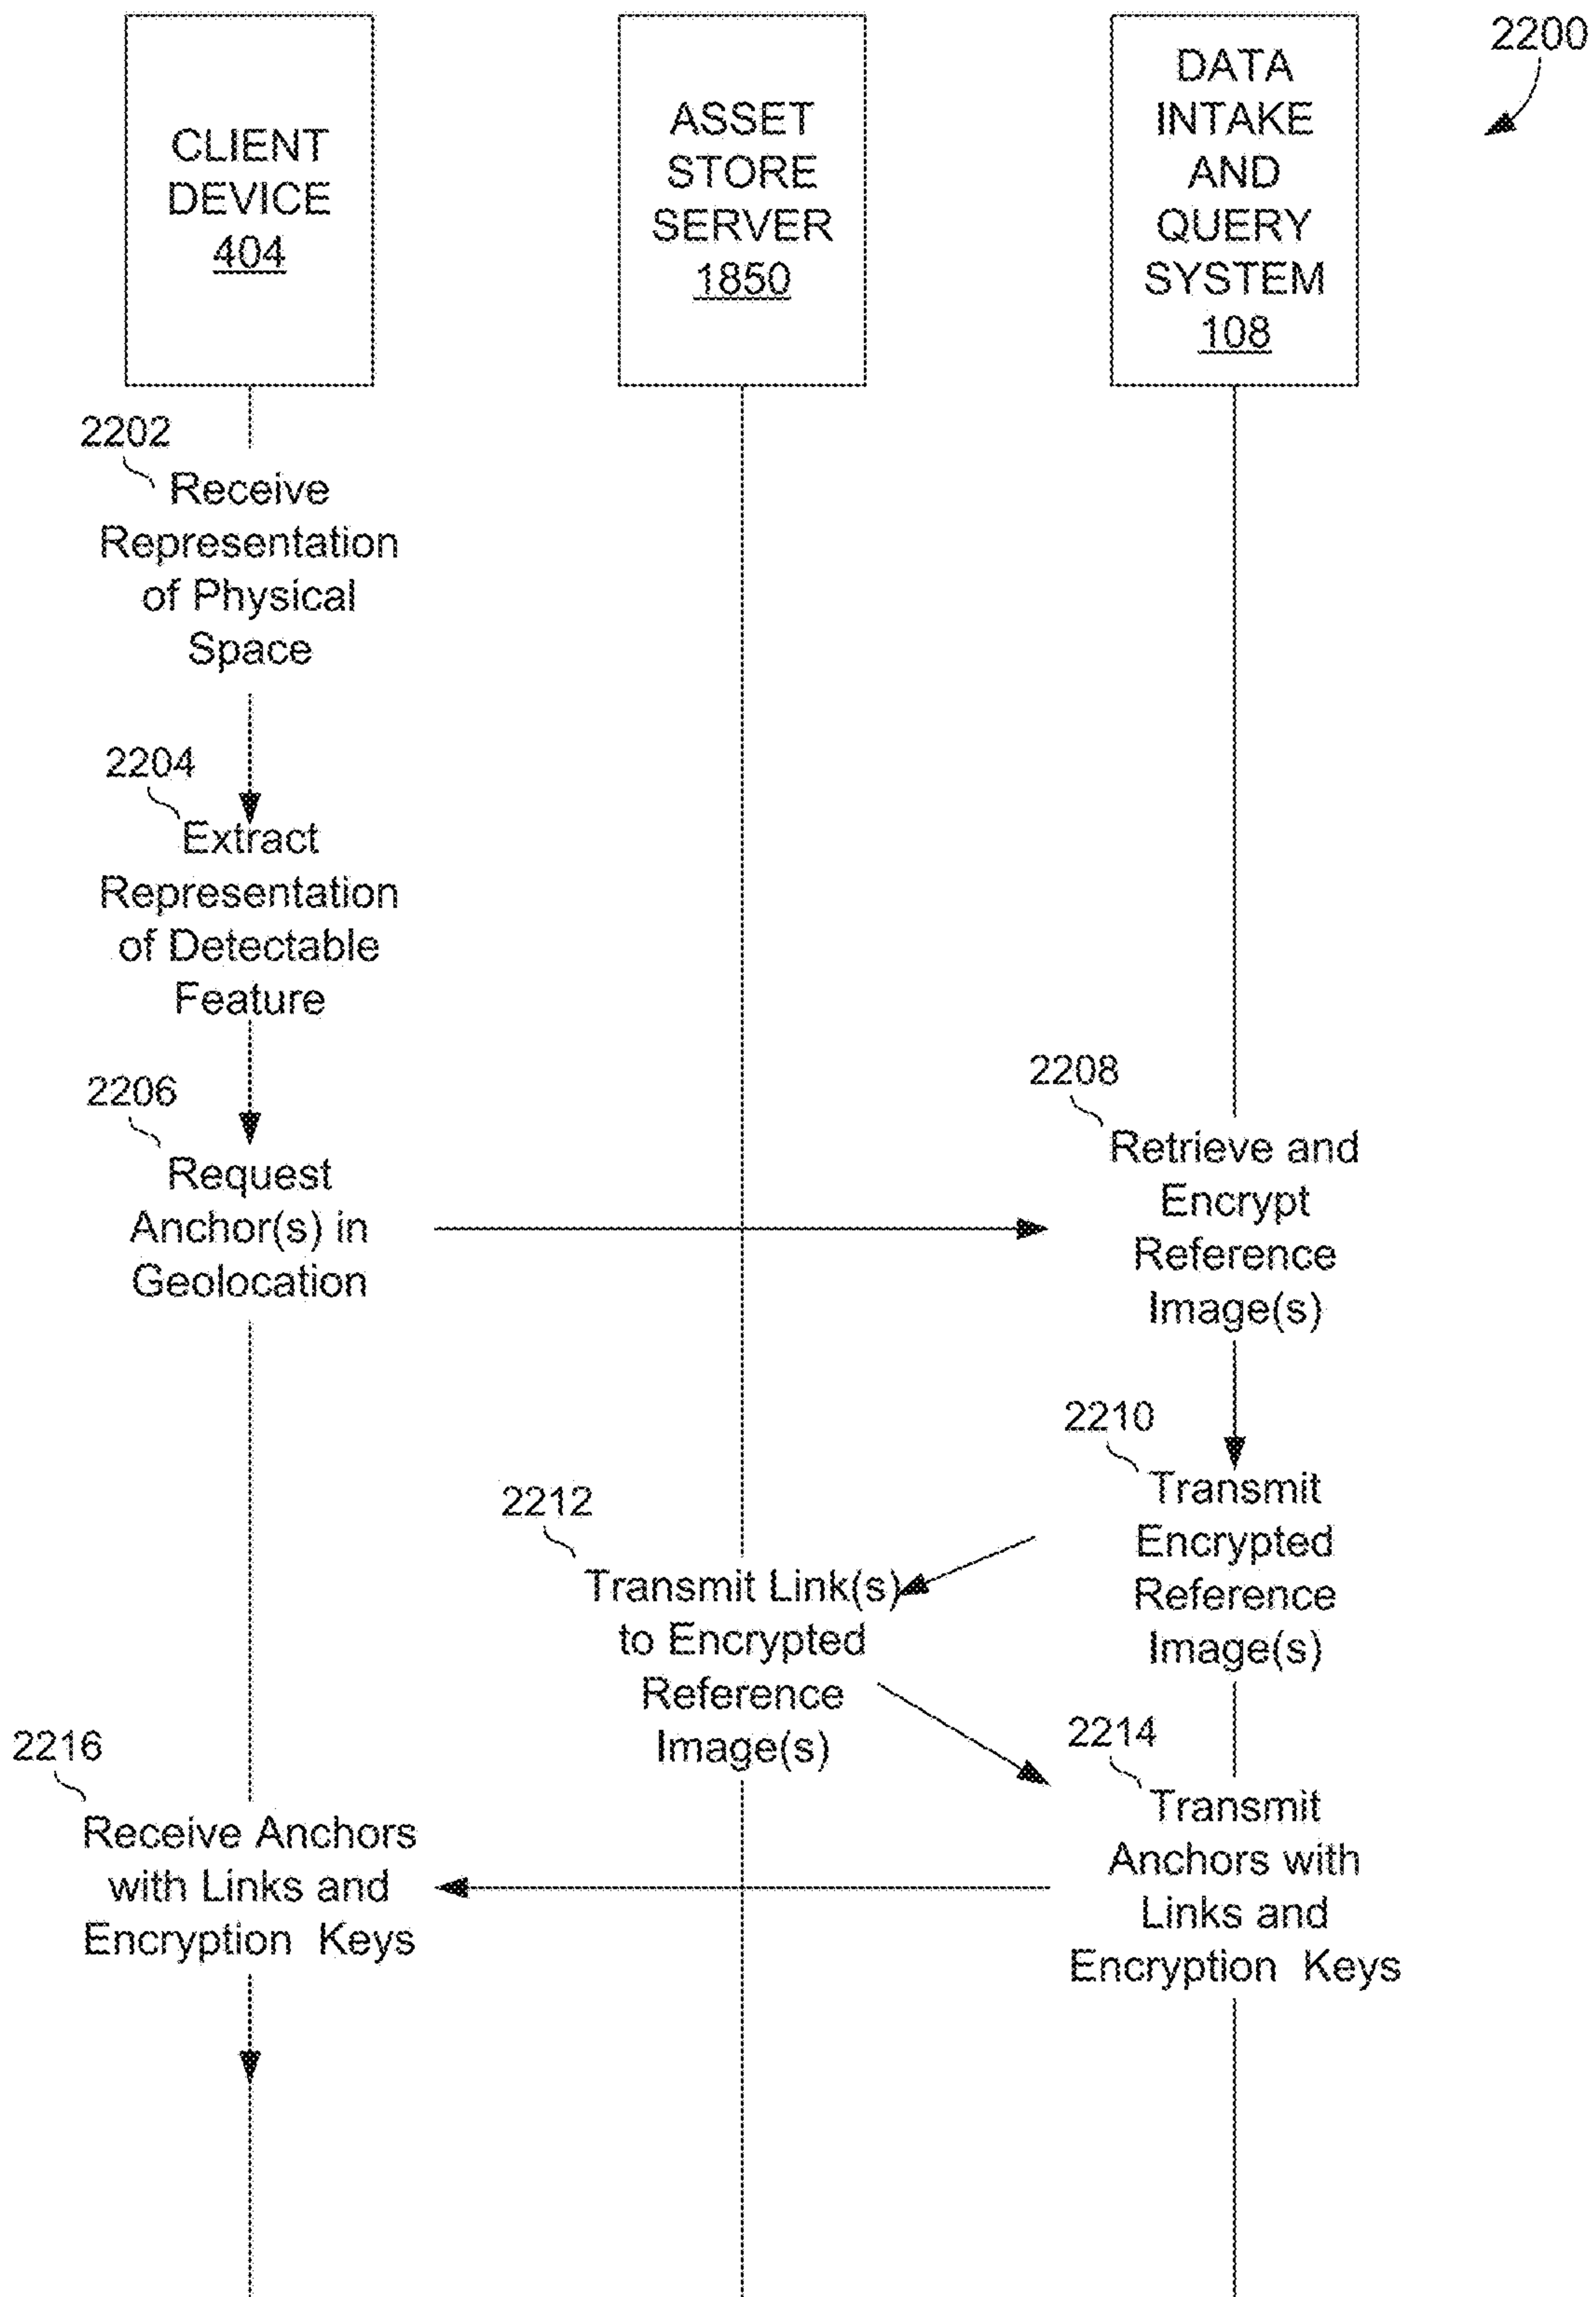 2200
CLIENT
DEVICE
404
ASSET
STORE
SERVER
1850
DATA
INTAKE
AND
QUERY
SYSTEM
108
2202
Receive
Representation
of Physical
Space
2204
Extract
Representation
of Detectable
Feature
2206
Request
Anchor(s) in
Geolocation
2208
Retrieve and
Encrypt
Reference
Image(s)
2210
Transmit
Encrypted
Reference
Image(s)
2212
Transmit Link(s)
to Encrypted
Reference
Image(s)
2214
Transmit
Anchors with
Links and
Encryption Keys
2216
Receive Anchors
with Links and
Encryption Keys